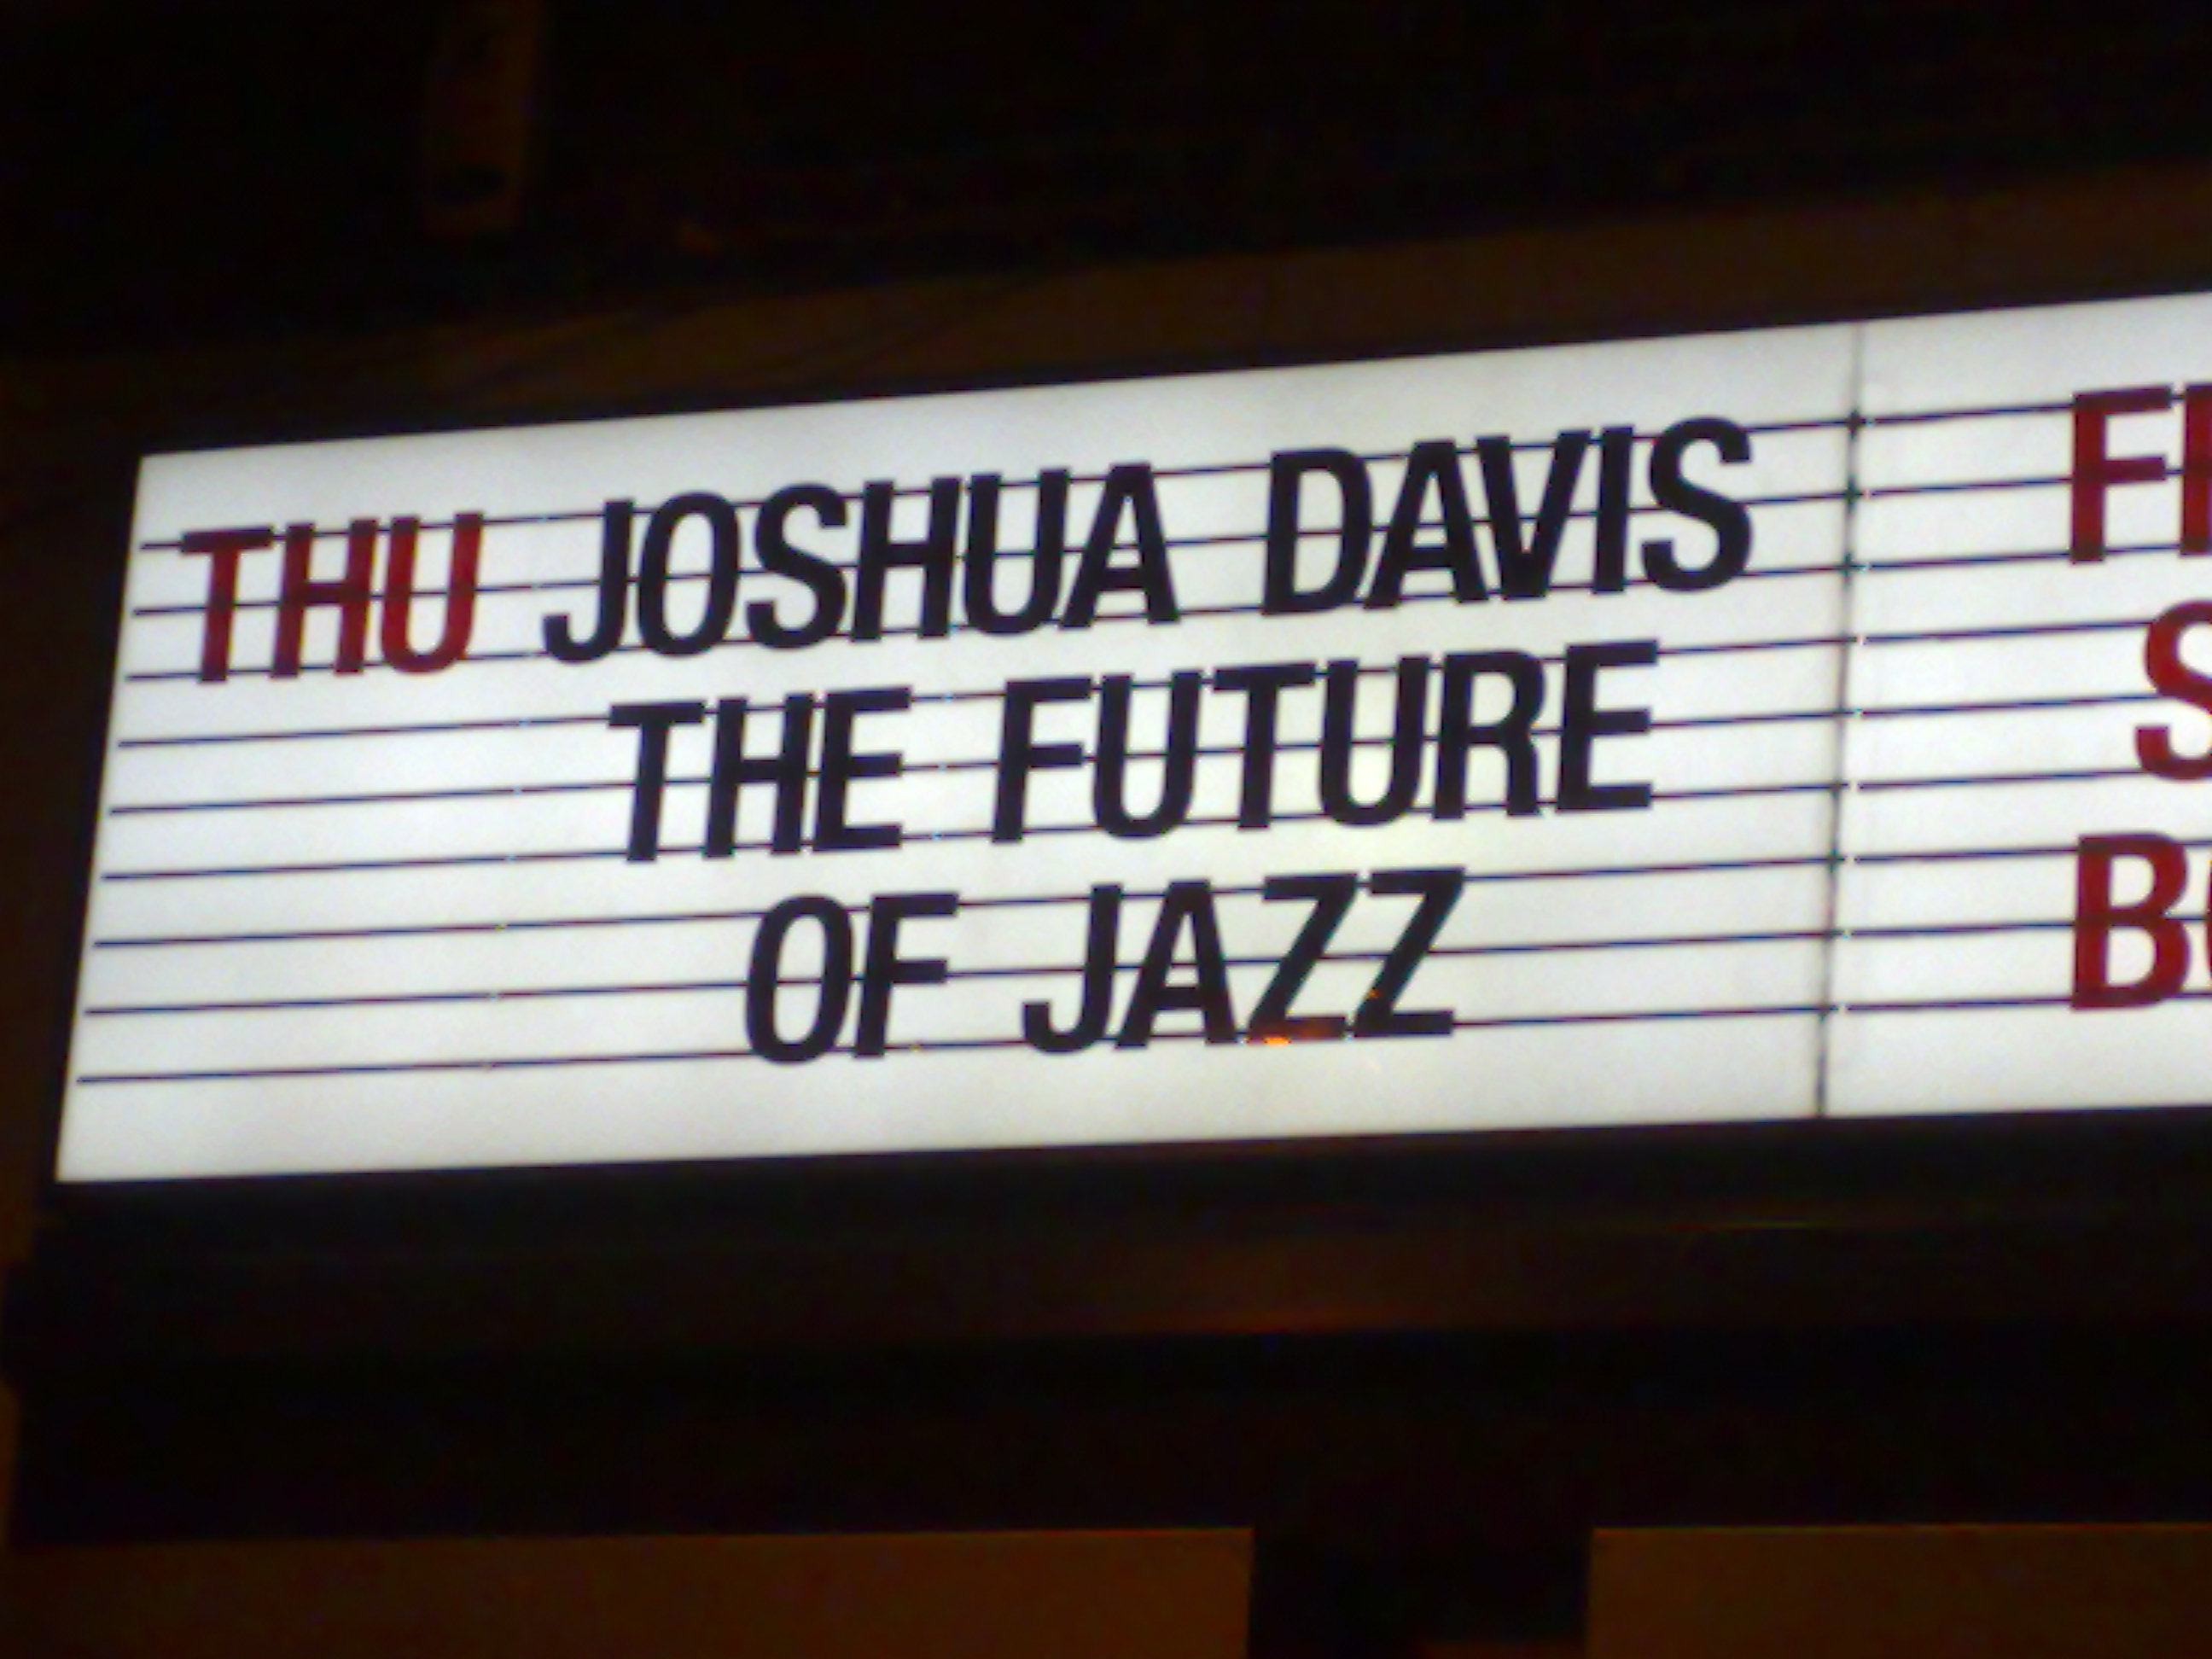 THU JOSHUA DAVIS
THE FUTURE
OF JAZZ